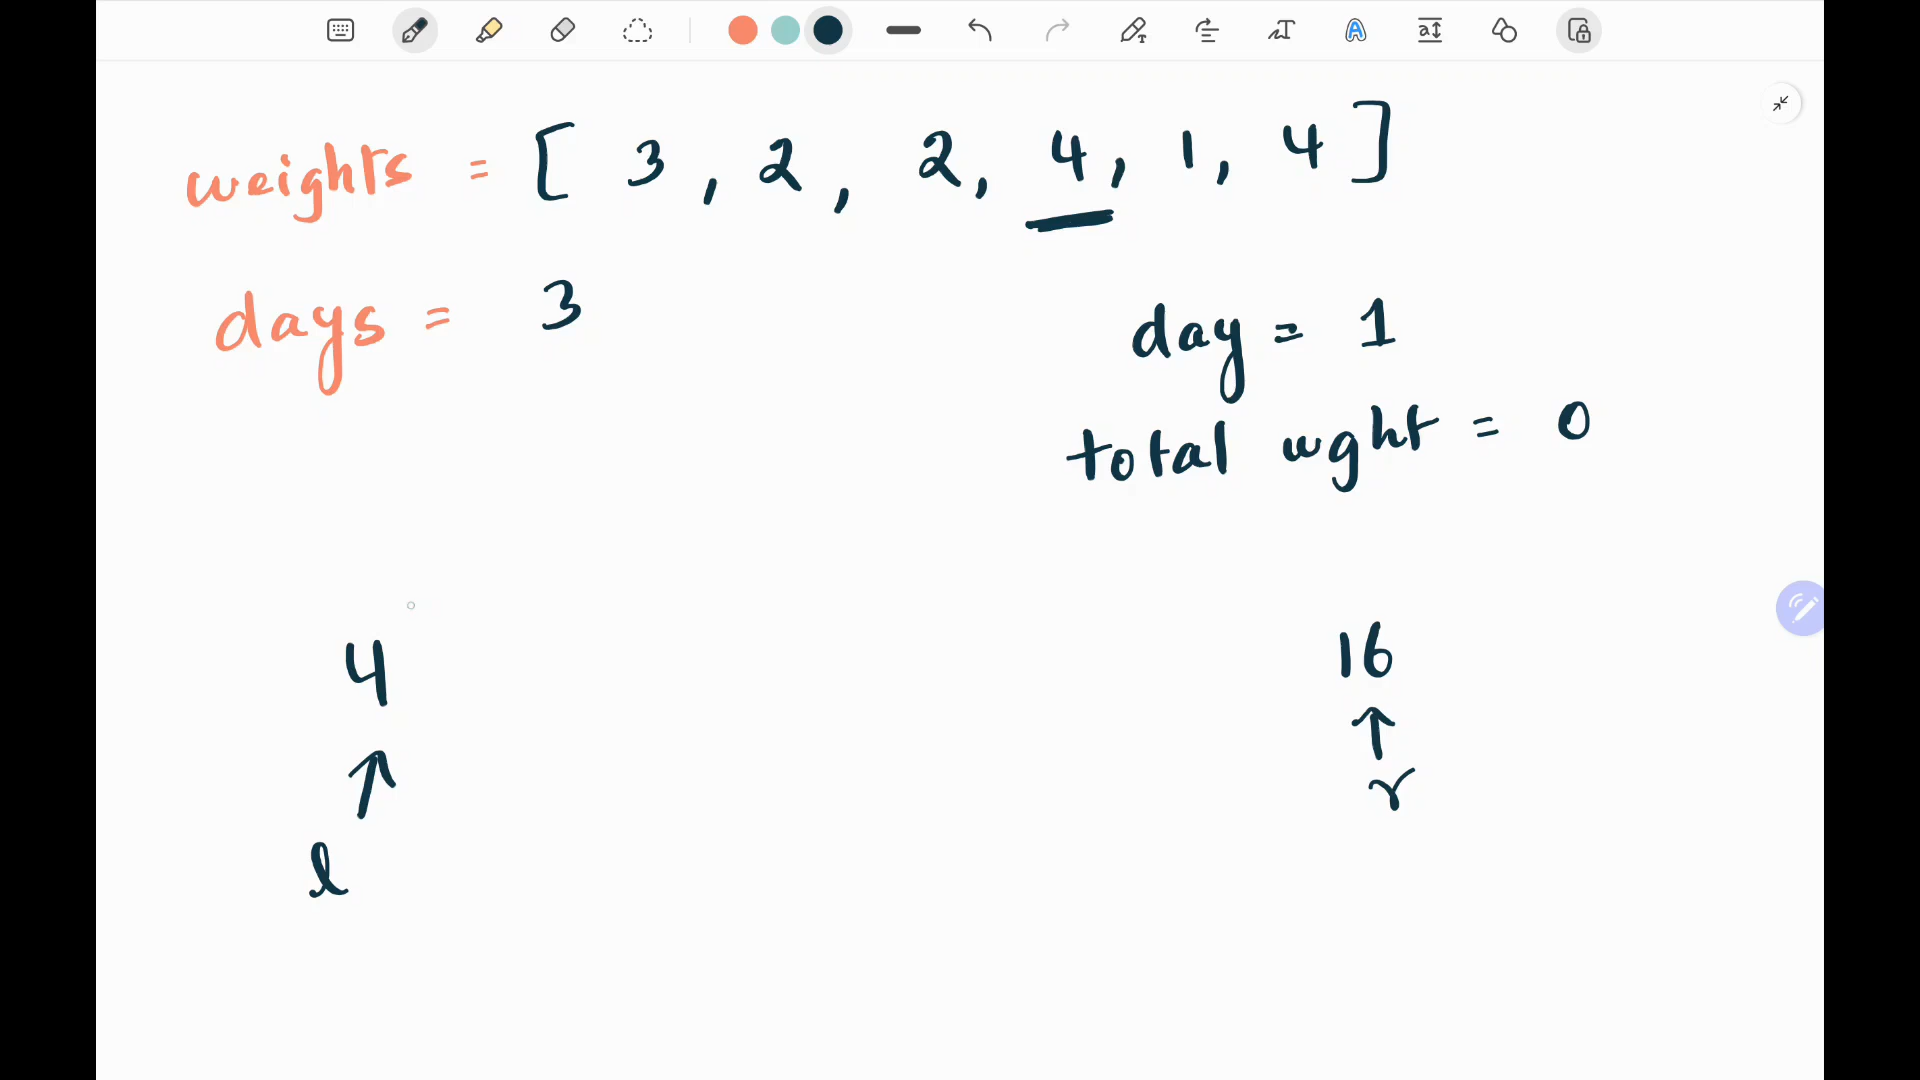 weights = [ 3 , 2 , 2 , 4 , 1 , 4 ]
days = 3
day = 1
total wght = 0
4
16
l
r